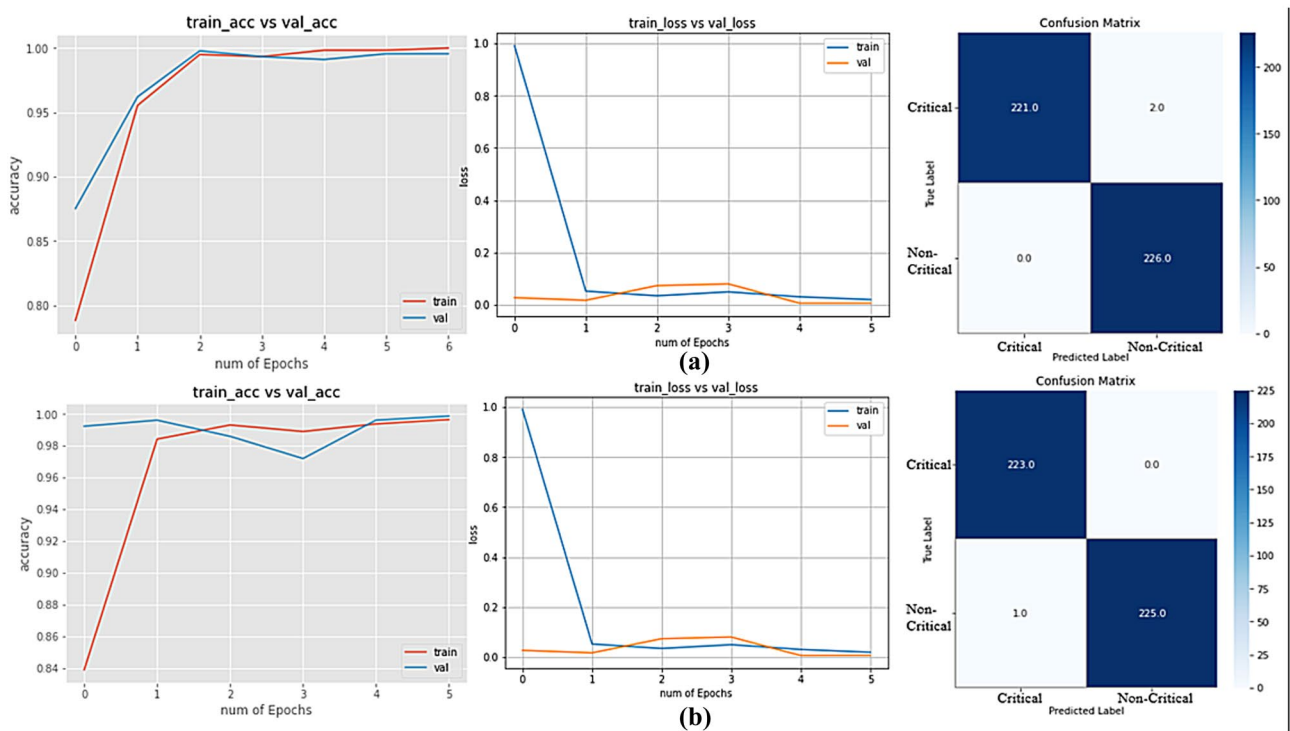 train_acc vs val_acc
1.00
0.95
0.90
0.85
0.80
accuracy
train
val
0 1 2 3 4 5 6
num of Epochs
train_loss vs val_loss
1.0
0.8
0.6
0.4
0.2
0.0
loss
train
val
0 1 2 3 4 5
num of Epochs
Confusion Matrix
Critical
Non-
Critical
True Label
221.0 2.0
0.0 226.0
Critical Non-Critical
Predicted Label
200
150
100
50
0
(a)
train_acc vs val_acc
1.00
0.98
0.96
0.94
0.92
0.90
0.88
0.86
0.84
accuracy
train
val
0 1 2 3 4 5
num of Epochs
train_loss vs val_loss
1.0
0.8
0.6
0.4
0.2
0.0
loss
train
val
0 1 2 3 4 5
num of Epochs
Confusion Matrix
Critical
Non-
Critical
True Label
223.0 0.0
1.0 225.0
Critical Non-Critical
Predicted Label
225
200
175
150
125
100
75
50
25
0
(b)